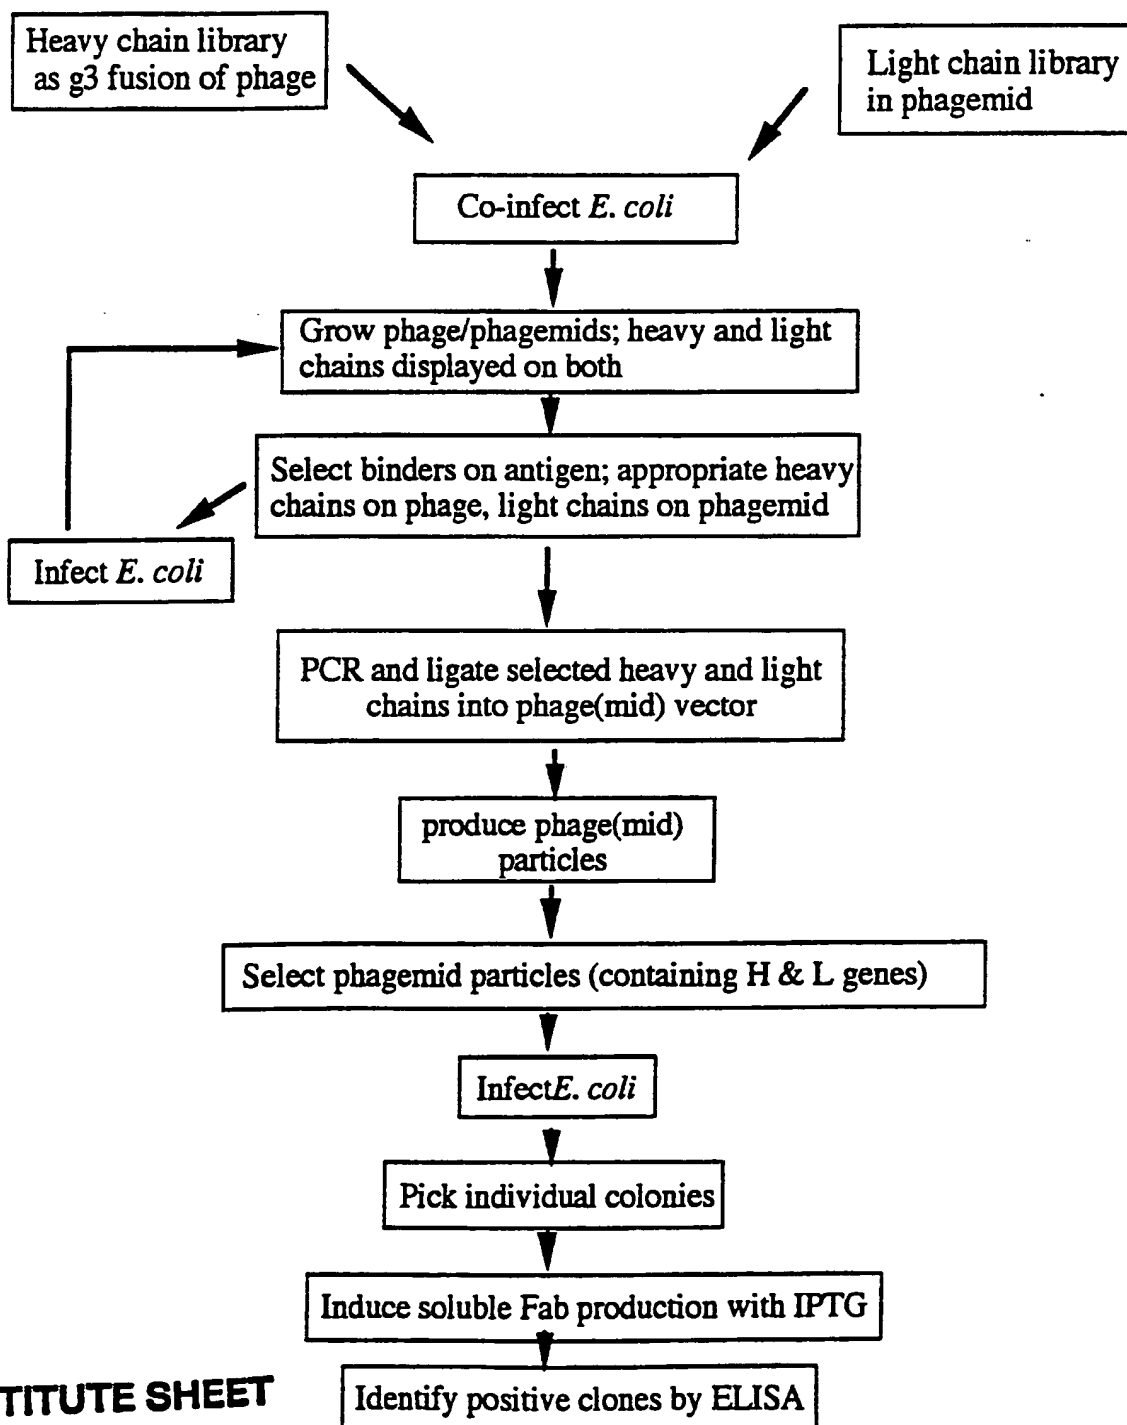 Heavy chain library
as g3 fusion of phage
Light chain library
in phagemid
Co-infect E. coli
Grow phage/phagemids; heavy and light
chains displayed on both
Select binders on antigen; appropriate heavy
chains on phage, light chains on phagemid
Infect E. coli
PCR and ligate selected heavy and light
chains into phage(mid) vector
produce phage(mid)
particles
Select phagemid particles (containing H & L genes)
InfectE. coli
Pick individual colonies
Induce soluble Fab production with IPTG
TITUTE SHEET
Identify positive clones by ELISA